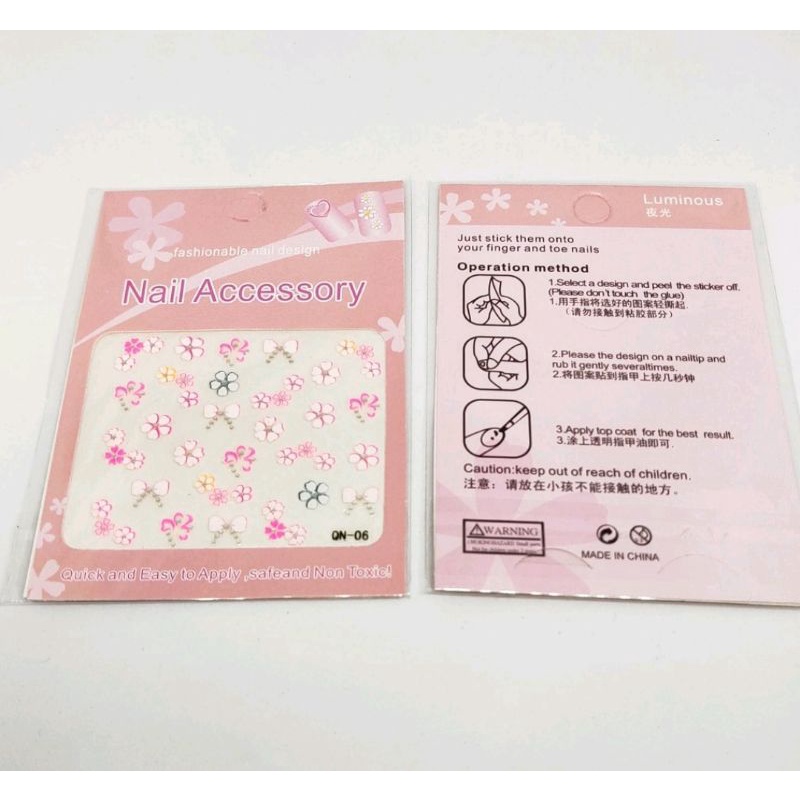 fashionable nail design
Nail Accessory
QN-06
Quick and Easy to Apply ,safeand Non Toxic!
Luminous
夜光
Just stick them onto
your finger and toe nails
Operation method
1.Select a design and peel the sticker off.
(Please don't touch the glue)
1.用手指将选好的图案轻撕起.
(请勿接触到粘胶部分)
2.Please the design on a nailtip and
rub it gently severaltimes.
2.将图案贴到指甲上按几秒钟
3.Apply top coat for the best result.
3.涂上透明指甲油即可.
Caution:keep out of reach of children.
注意：请放在小孩不能接触的地方。
WARNING
CHOKING HAZARD Small parts
MADE IN CHINA